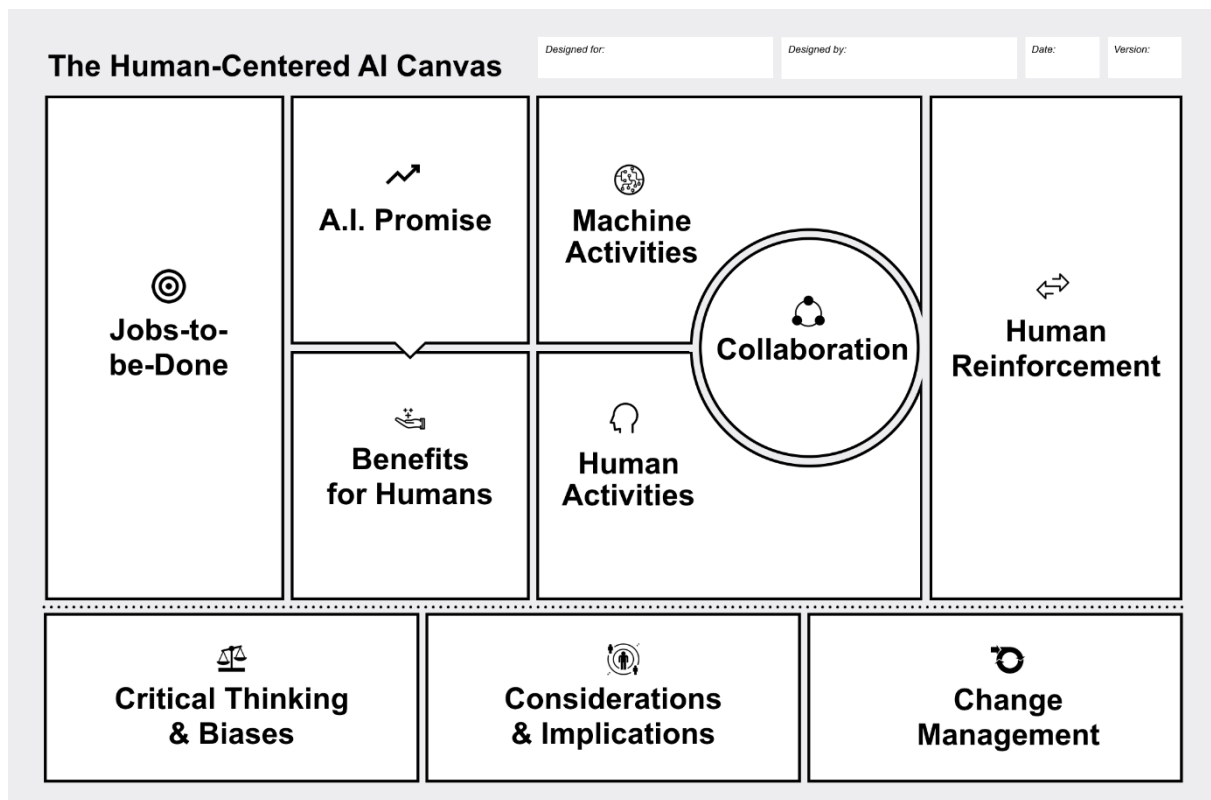 The Human-Centered AI Canvas
Designed for:
Designed by:
Date:
Version:
Jobs-to-
be-Done
A.I. Promise
Benefits
for Humans
Machine
Activities
Human
Activities
Collaboration
Human
Reinforcement
Critical Thinking
& Biases
Considerations
& Implications
Change
Management